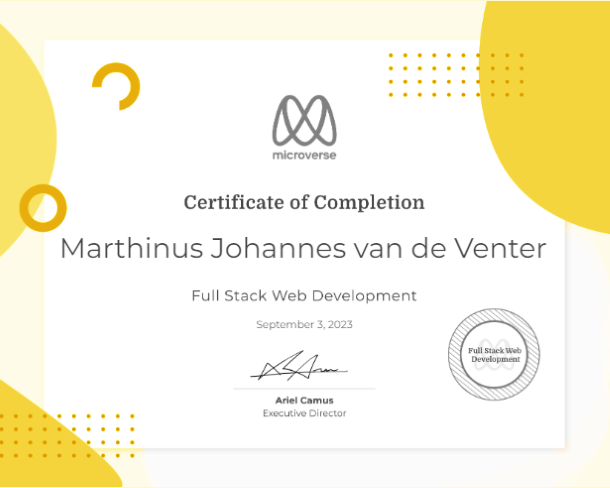 microverse
Certificate of Completion
Marthinus Johannes van de Venter
Full Stack Web Development
September 3, 2023
Full Stack Web
Development
Ariel Camus
Executive Director